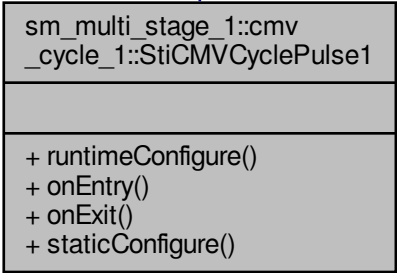 sm_multi_stage_1::cmv
_cycle_1::StiCMVCyclePulse1
+ runtimeConfigure()
+ onEntry()
+ onExit()
+ staticConfigure()